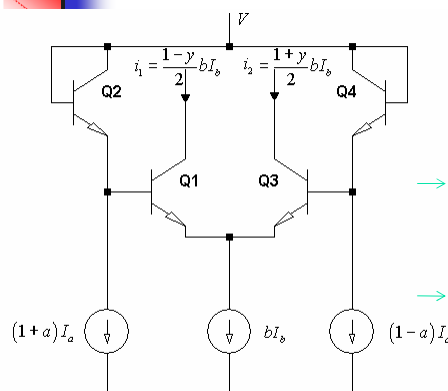 V
i₁ = (1−y)/2 bI_b
i₂ = (1+y)/2 bI_b
Q2
Q4
Q1
Q3
(1+a)I_a
bI_b
(1−a)I